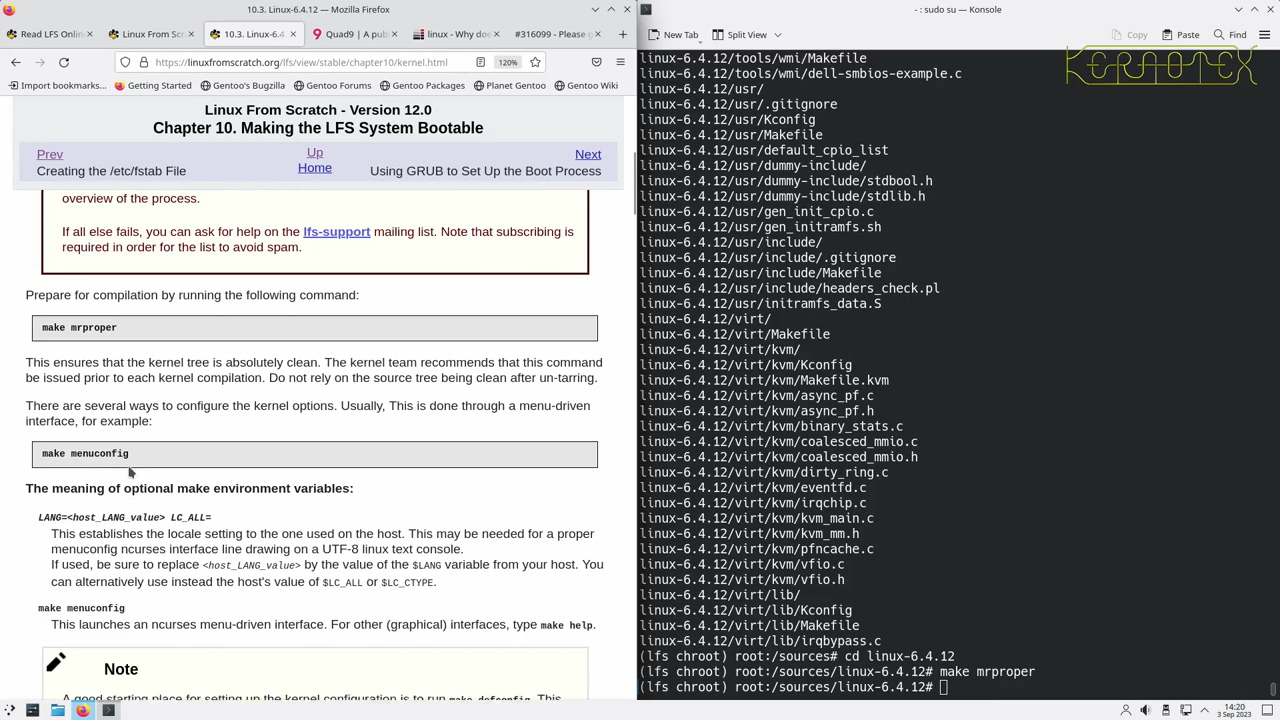 10.3. Linux-6.4.12 — Mozilla Firefox
Read LFS Onlin
Linux From Scra
10.3. Linux-6.4.
Quad9 | A publ
linux - Why doe
#316099 - Please g
https://linuxfromscratch.org/lfs/view/stable/chapter10/kernel.html
120%
Import bookmarks...
Getting Started
Gentoo's Bugzilla
Gentoo Forums
Gentoo Packages
Planet Gentoo
Gentoo Wiki
Linux From Scratch - Version 12.0
Chapter 10. Making the LFS System Bootable
Prev
Up
Next
Creating the /etc/fstab File
Home
Using GRUB to Set Up the Boot Process
overview of the process.
If all else fails, you can ask for help on the lfs-support mailing list. Note that subscribing is
required in order for the list to avoid spam.
Prepare for compilation by running the following command:
make mrproper
This ensures that the kernel tree is absolutely clean. The kernel team recommends that this command
be issued prior to each kernel compilation. Do not rely on the source tree being clean after un-tarring.
There are several ways to configure the kernel options. Usually, This is done through a menu-driven
interface, for example:
make menuconfig
The meaning of optional make environment variables:
LANG=<host_LANG_value> LC_ALL=
This establishes the locale setting to the one used on the host. This may be needed for a proper
menuconfig ncurses interface line drawing on a UTF-8 linux text console.
If used, be sure to replace <host_LANG_value> by the value of the $LANG variable from your host. You
can alternatively use instead the host's value of $LC_ALL or $LC_CTYPE.
make menuconfig
This launches an ncurses menu-driven interface. For other (graphical) interfaces, type make help.
Note
A good starting place for setting up the kernel configuration is to run make defconfig. This
- : sudo su — Konsole
New Tab
Split View
Copy
Paste
Find
KERNOTEX
linux-6.4.12/tools/wmi/Makefile
linux-6.4.12/tools/wmi/dell-smbios-example.c
linux-6.4.12/usr/
linux-6.4.12/usr/.gitignore
linux-6.4.12/usr/Kconfig
linux-6.4.12/usr/Makefile
linux-6.4.12/usr/default_cpio_list
linux-6.4.12/usr/dummy-include/
linux-6.4.12/usr/dummy-include/stdbool.h
linux-6.4.12/usr/dummy-include/stdlib.h
linux-6.4.12/usr/gen_init_cpio.c
linux-6.4.12/usr/gen_initramfs.sh
linux-6.4.12/usr/include/
linux-6.4.12/usr/include/.gitignore
linux-6.4.12/usr/include/Makefile
linux-6.4.12/usr/include/headers_check.pl
linux-6.4.12/usr/initramfs_data.S
linux-6.4.12/virt/
linux-6.4.12/virt/Makefile
linux-6.4.12/virt/kvm/
linux-6.4.12/virt/kvm/Kconfig
linux-6.4.12/virt/kvm/Makefile.kvm
linux-6.4.12/virt/kvm/async_pf.c
linux-6.4.12/virt/kvm/async_pf.h
linux-6.4.12/virt/kvm/binary_stats.c
linux-6.4.12/virt/kvm/coalesced_mmio.c
linux-6.4.12/virt/kvm/coalesced_mmio.h
linux-6.4.12/virt/kvm/dirty_ring.c
linux-6.4.12/virt/kvm/eventfd.c
linux-6.4.12/virt/kvm/irqchip.c
linux-6.4.12/virt/kvm/kvm_main.c
linux-6.4.12/virt/kvm/kvm_mm.h
linux-6.4.12/virt/kvm/pfncache.c
linux-6.4.12/virt/kvm/vfio.c
linux-6.4.12/virt/kvm/vfio.h
linux-6.4.12/virt/lib/
linux-6.4.12/virt/lib/Kconfig
linux-6.4.12/virt/lib/Makefile
linux-6.4.12/virt/lib/irqbypass.c
(lfs chroot) root:/sources# cd linux-6.4.12
(lfs chroot) root:/sources/linux-6.4.12# make mrproper
(lfs chroot) root:/sources/linux-6.4.12#
14:20
3 Sep 2023